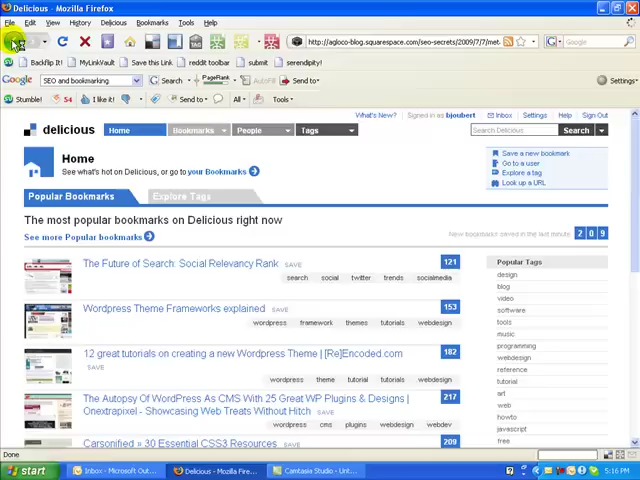 Delicious - Mozilla Firefox
File Edit View History Delicious Bookmarks Tools Help
http://agloco-blog.squarespace.com/seo-secrets/2009/7/7/met
Google
Backflip It! MyLinkVault Save this Link reddit toolbar submit serendipity!
Google SEO and bookmarking Search PageRank AutoFill Send to Settings
Stumble! 54 I like it! Send to All Tools
What's New? Signed in as bjoubert Inbox Settings Help Sign Out
delicious Home Bookmarks People Tags Search Delicious Search
Home
See what's hot on Delicious, or go to your Bookmarks
Save a new bookmark
Go to a user
Explore a tag
Look up a URL
Popular Bookmarks Explore Tags
The most popular bookmarks on Delicious right now
See more Popular bookmarks
New bookmarks saved in the last minute 2 0 9
The Future of Search: Social Relevancy Rank SAVE 121
search social twitter trends socialmedia
Wordpress Theme Frameworks explained SAVE 153
wordpress framework themes tutorials webdesign
12 great tutorials on creating a new Wordpress Theme | [Re]Encoded.com 182
SAVE
wordpress theme tutorial tutorials webdesign
The Autopsy Of WordPress As CMS With 25 Great WP Plugins & Designs | 217
Onextrapixel - Showcasing Web Treats Without Hitch SAVE
wordpress cms plugins webdesign webdev
Carsonified » 30 Essential CSS3 Resources SAVE 209
Popular Tags
design
blog
video
software
tools
music
programming
webdesign
reference
tutorial
art
web
howto
javascript
free
Done
start Inbox - Microsoft Out... Delicious - Mozilla Fire... Camtasia Studio - Unt... 5:16 PM